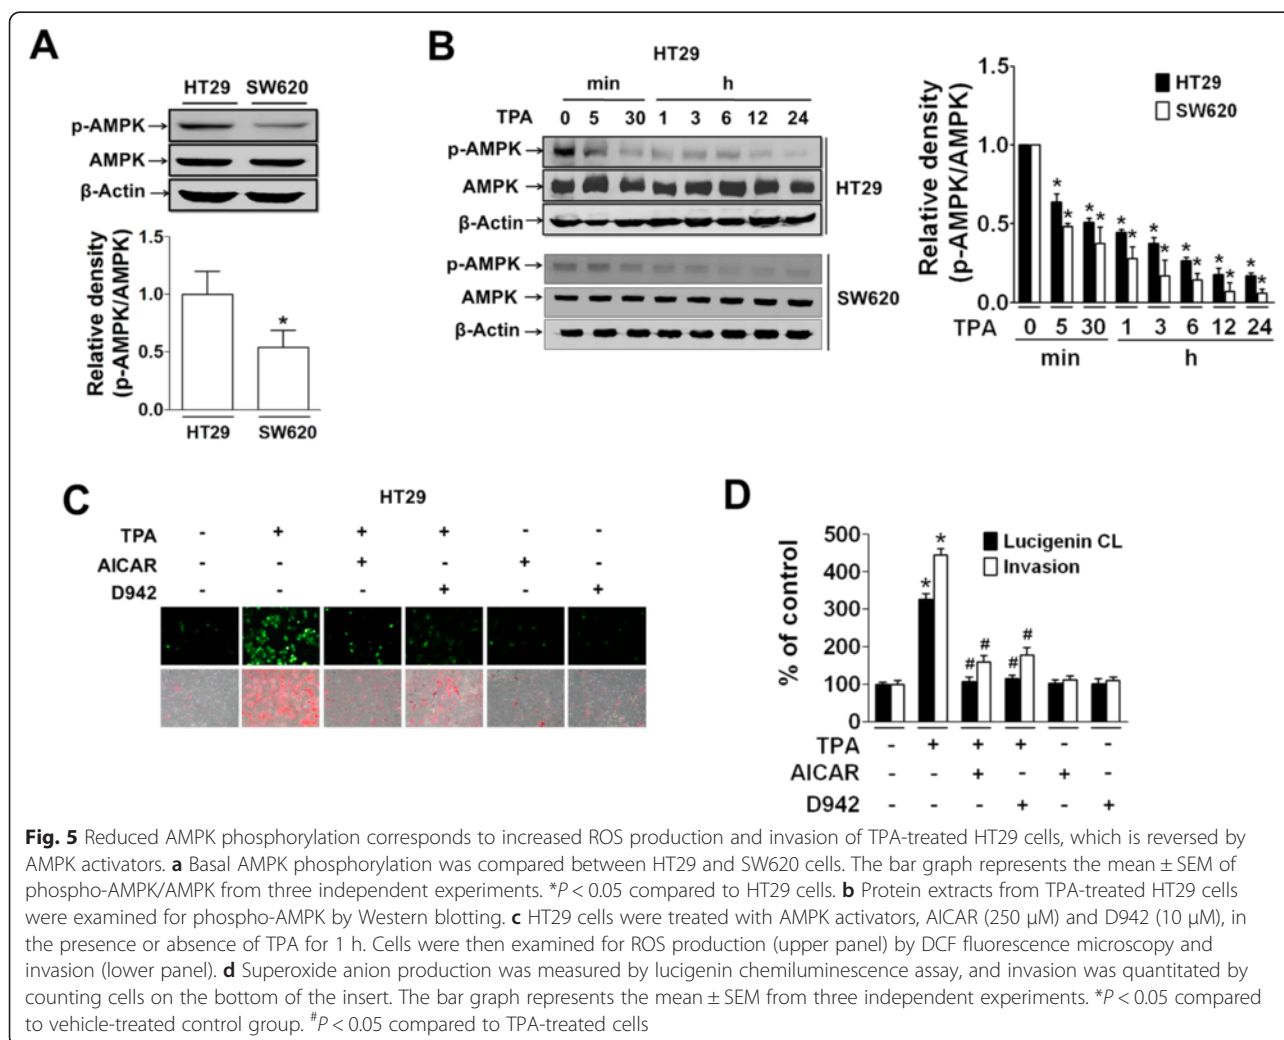 A
HT29 SW620
p-AMPK→
AMPK→
β-Actin→
Relative density
(p-AMPK/AMPK)
1.5
1.0
0.5
0.0
*
HT29 SW620
B
HT29
min h
TPA 0 5 30 1 3 6 12 24
p-AMPK→
AMPK→
β-Actin→
HT29
p-AMPK→
AMPK→
β-Actin→
SW620
Relative density
(p-AMPK/AMPK)
1.5
1.0
0.5
0.0
HT29
SW620
* * * * * * * * * * * * * *
TPA 0 5 30 1 3 6 12 24
min h
C
HT29
TPA - + + + - -
AICAR - - + - + -
D942 - - - + - +
D
% of control
500
400
300
200
100
0
Lucigenin CL
Invasion
* * # # # #
TPA - + + + - -
AICAR - - + - + -
D942 - - - + - +
Fig. 5 Reduced AMPK phosphorylation corresponds to increased ROS production and invasion of TPA-treated HT29 cells, which is reversed by
AMPK activators. a Basal AMPK phosphorylation was compared between HT29 and SW620 cells. The bar graph represents the mean ± SEM of
phospho-AMPK/AMPK from three independent experiments. *P < 0.05 compared to HT29 cells. b Protein extracts from TPA-treated HT29 cells
were examined for phospho-AMPK by Western blotting. c HT29 cells were treated with AMPK activators, AICAR (250 μM) and D942 (10 μM), in
the presence or absence of TPA for 1 h. Cells were then examined for ROS production (upper panel) by DCF fluorescence microscopy and
invasion (lower panel). d Superoxide anion production was measured by lucigenin chemiluminescence assay, and invasion was quantitated by
counting cells on the bottom of the insert. The bar graph represents the mean ± SEM from three independent experiments. *P < 0.05 compared
to vehicle-treated control group. #P < 0.05 compared to TPA-treated cells